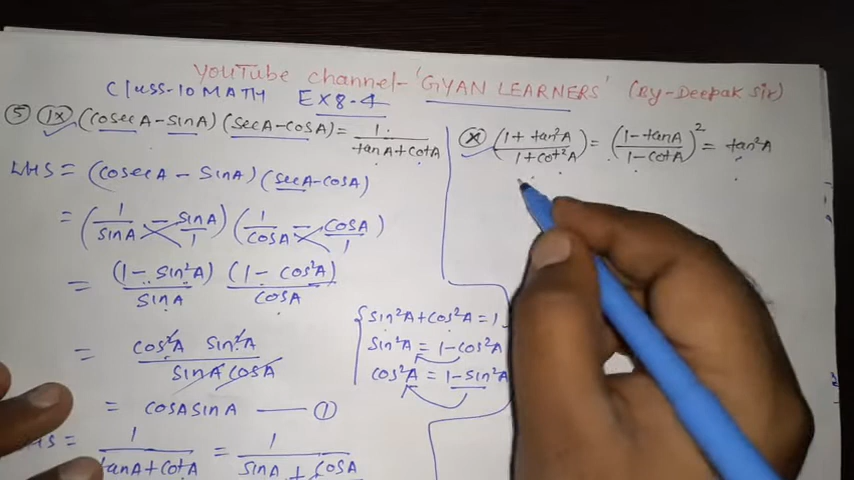 YouTube channel-'GYAN LEARNERS' (By-Deepak Sir)
Class-10 MATH Ex 8.4
⑤ (ix) (cosecA-sinA) (secA-cosA) = 1/(tanA+cotA)
LHS = (cosecA - sinA) (secA-cosA)
= (1/sinA - sinA/1) (1/cosA - cosA/1)
= (1-sin²A)/sinA (1-cos²A)/cosA
= cos²A sin²A / sinA cosA
= cosA sinA — ①
= 1/(tanA+cotA) = 1/(sinA + cosA
sin²A+cos²A=1
sin²A = 1-cos²A
cos²A = 1-sin²A
(x) (1+tan²A / 1+cot²A) = (1-tanA / 1-cotA)² = tan²A